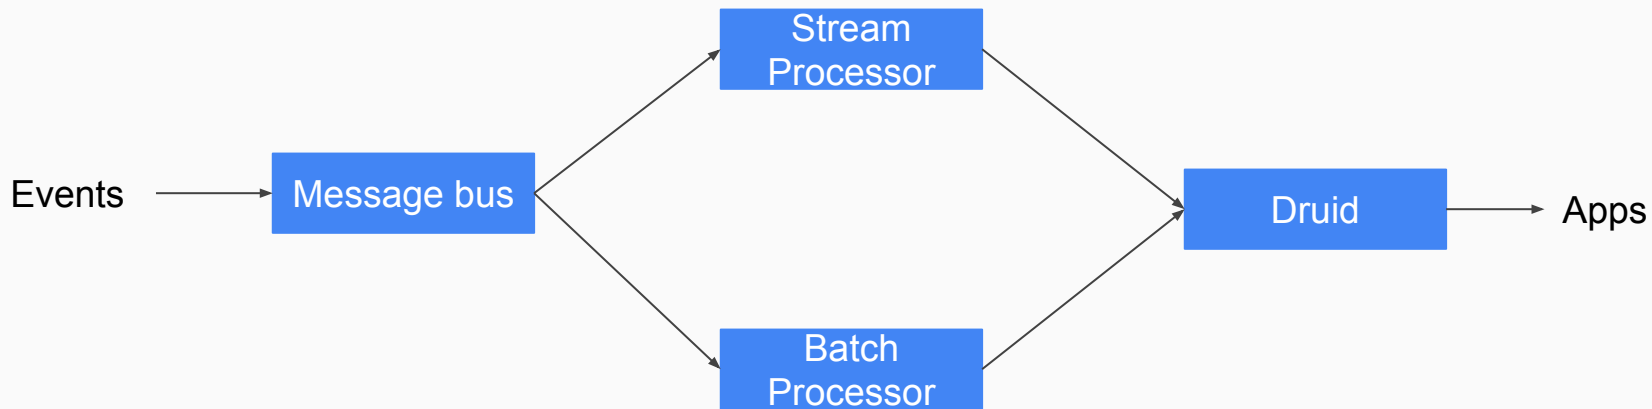 Events
Message bus
Stream
Processor
Batch
Processor
Druid
Apps